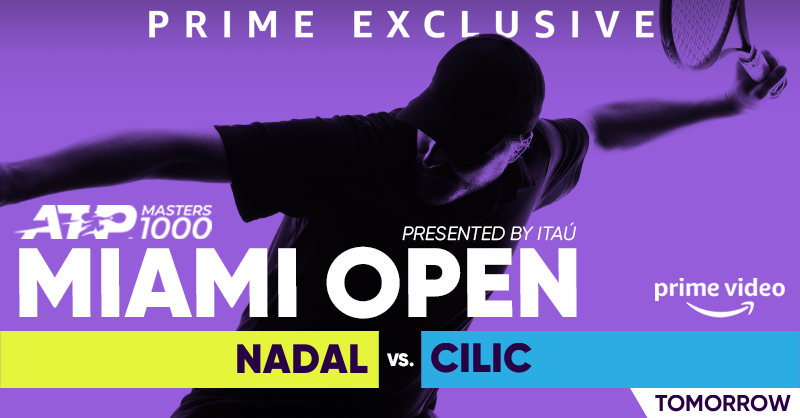 PRIME EXCLUSIVE
ATP MASTERS 1000
PRESENTED BY ITAÚ
MIAMI OPEN
prime video
NADAL vs. CILIC
TOMORROW